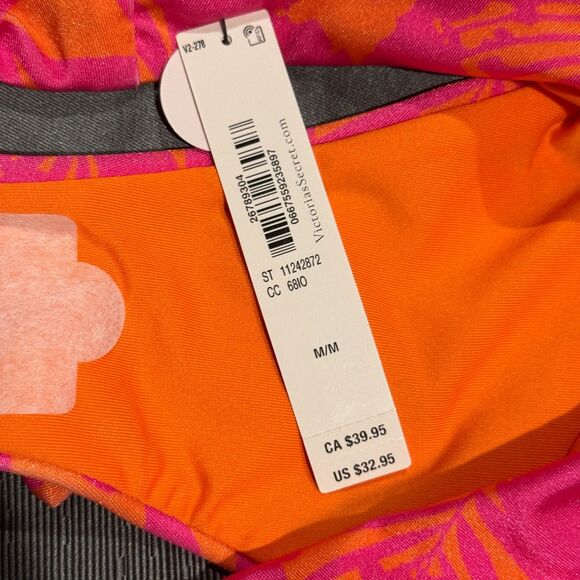 V2-278
26789304
0667559235897
VictoriasSecret.com
ST 11242872
CC 68IO
M/M
CA $39.95
US $32.95